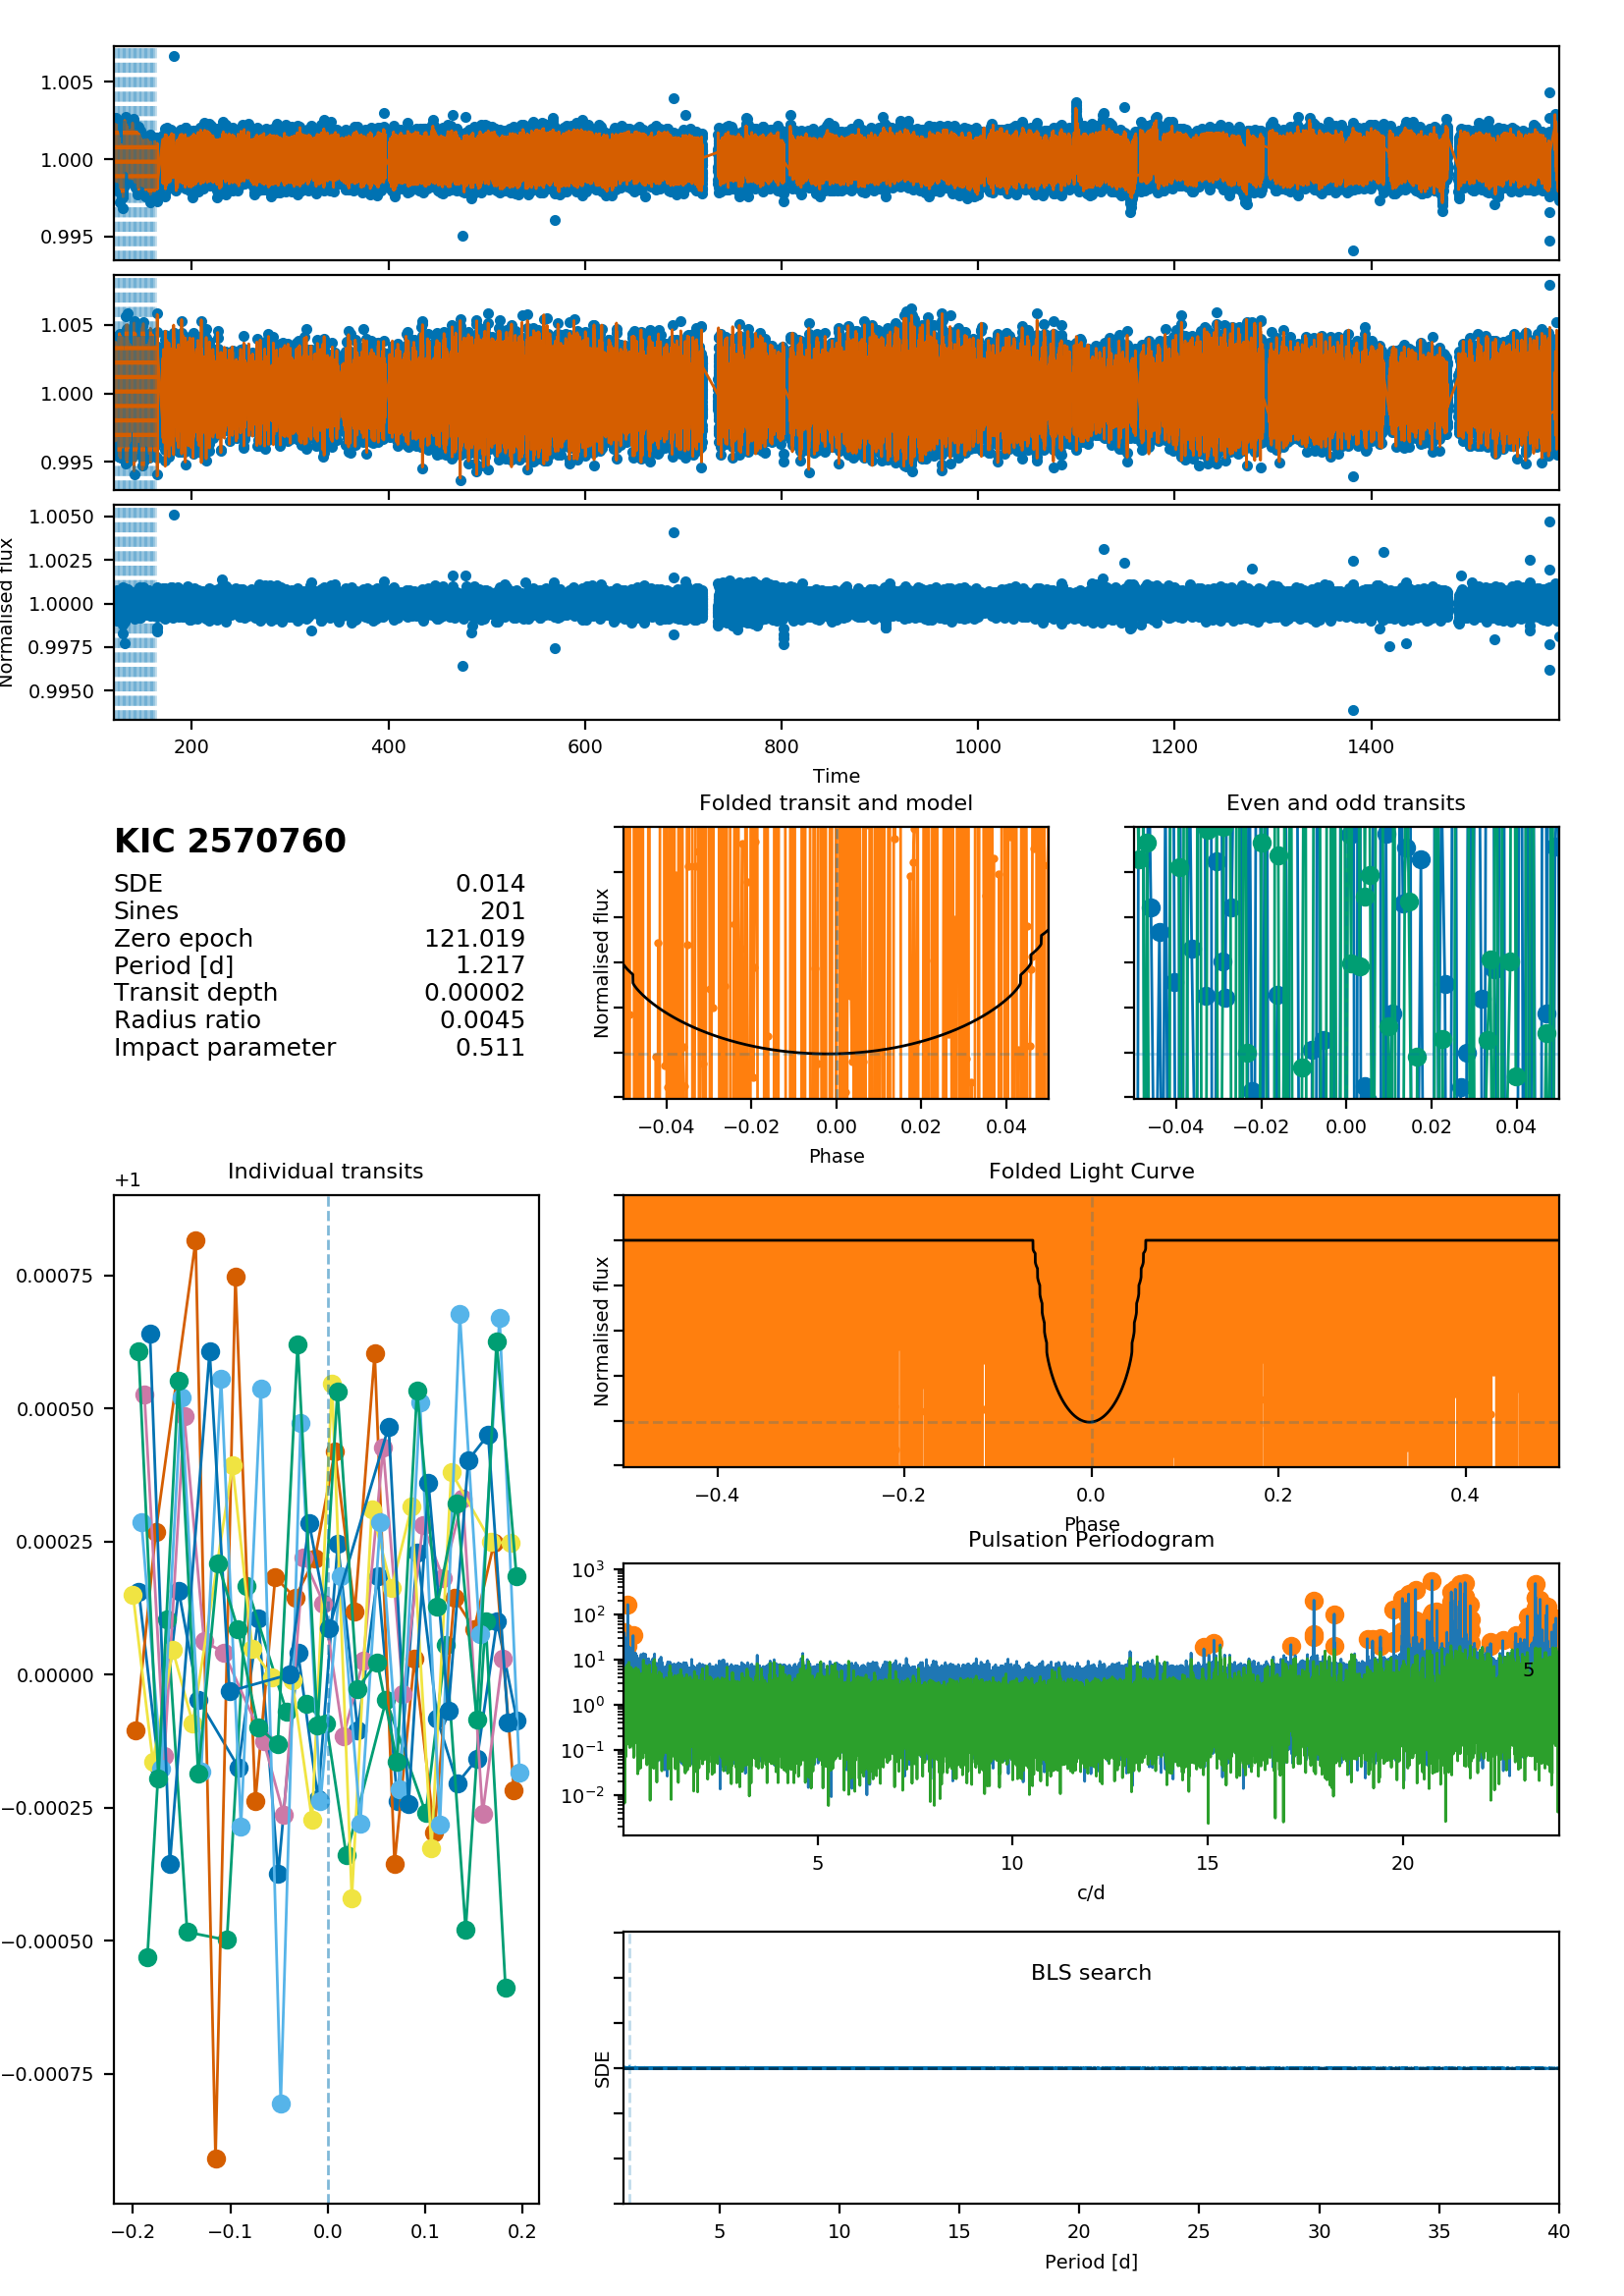 1.005
1.000
0.995
1.005
1.000
0.995
1.0050
1.0025
1.0000
0.9975
0.9950
Normalised flux
200 400 600 800 1000 1200 1400
Time
KIC 2570760
SDE 0.014
Sines 201
Zero epoch 121.019
Period [d] 1.217
Transit depth 0.00002
Radius ratio 0.0045
Impact parameter 0.511
Folded transit and model
Normalised flux
−0.04 −0.02 0.00 0.02 0.04
Phase
Even and odd transits
−0.04 −0.02 0.00 0.02 0.04
Individual transits
+1
0.00075
0.00050
0.00025
0.00000
−0.00025
−0.00050
−0.00075
−0.2 −0.1 0.0 0.1 0.2
Folded Light Curve
Normalised flux
−0.4 −0.2 0.0 0.2 0.4
Phase
Pulsation Periodogram
10³
10²
10¹
10⁰
10⁻¹
10⁻²
5
5 10 15 20
c/d
BLS search
SDE
5 10 15 20 25 30 35 40
Period [d]